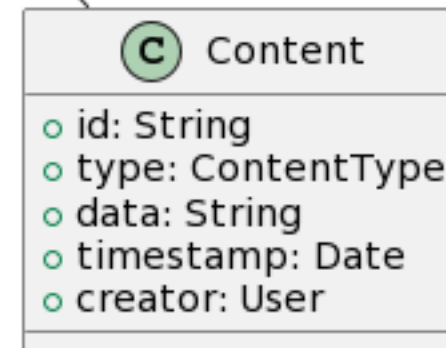 C Content
id: String
type: ContentType
data: String
timestamp: Date
creator: User